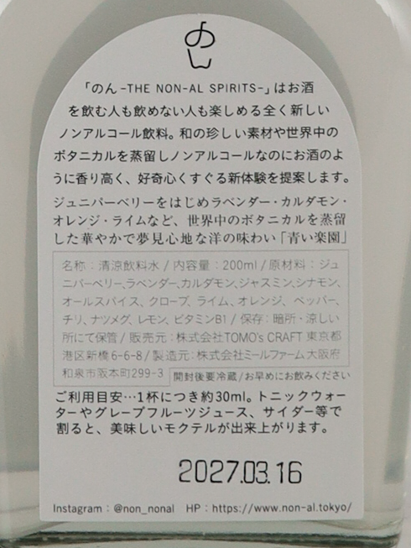 のん
「のん -THE NON-AL SPIRITS-」はお酒
を飲む人も飲めない人も楽しめる全く新しい
ノンアルコール飲料。和の珍しい素材や世界中の
ボタニカルを蒸留しノンアルコールなのにお酒のよ
うに香り高く、好奇心くすぐる新体験を提案します。
ジュニパーベリーをはじめラベンダー・カルダモン・
オレンジ・ライムなど、世界中のボタニカルを蒸留
した華やかで夢見心地な洋の味わい「青い楽園」
名称：清涼飲料水 / 内容量：200ml / 原材料：ジュ
ニパーベリー、ラベンダー、カルダモン、ジャスミン、シナモン、
オールスパイス、クローブ、ライム、オレンジ、ペッパー、
チリ、ナツメグ、レモン、ビタミンB1 / 保存：暗所・涼しい
所にて保管 / 販売元：株式会社TOMO's CRAFT 東京都
港区新橋6-6-8 / 製造元：株式会社ミールファーム大阪府
和泉市阪本町299-3 開封後要冷蔵 / お早めにお飲みください
ご利用目安…1杯につき約30ml。トニックウォー
ターやグレープフルーツジュース、サイダー等で
割ると、美味しいモクテルが出来上がります。
2027.03.16
Instagram：@non_nonal HP：https://www.non-al.tokyo/